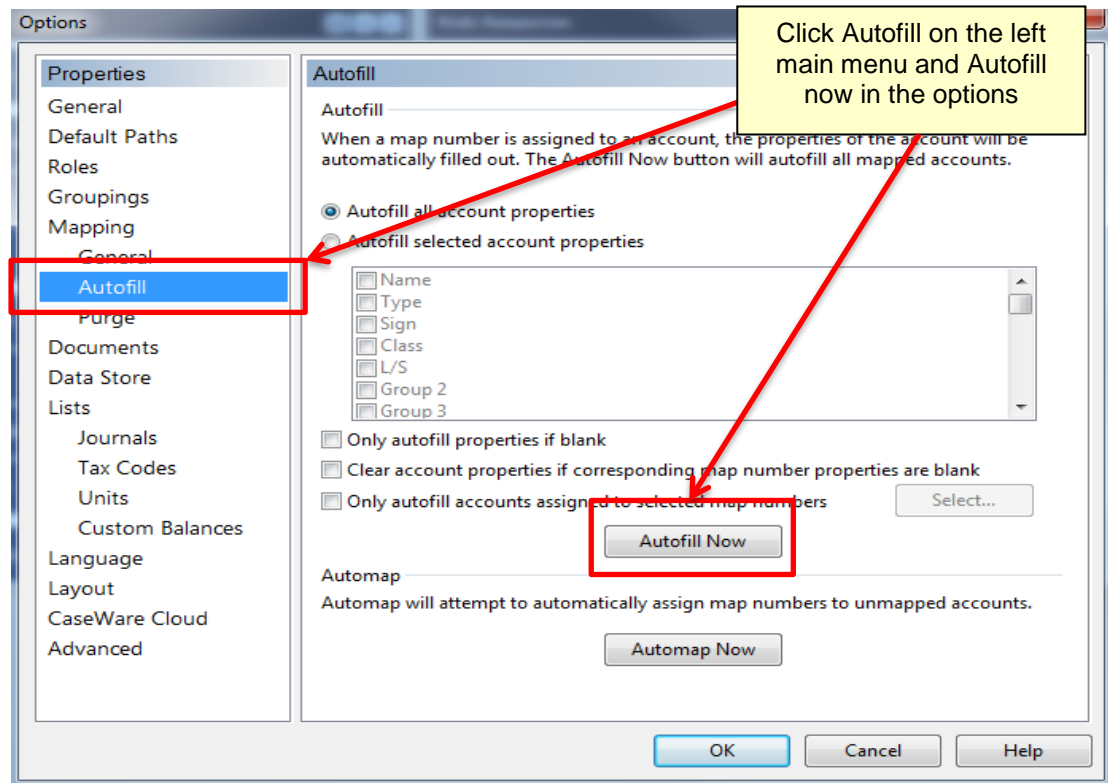 Options
Click Autofill on the left
main menu and Autofill
now in the options
Properties
General
Default Paths
Roles
Groupings
Mapping
General
Autofill
Purge
Documents
Data Store
Lists
Journals
Tax Codes
Units
Custom Balances
Language
Layout
CaseWare Cloud
Advanced
Autofill
Autofill
When a map number is assigned to an account, the properties of the account will be
automatically filled out. The Autofill Now button will autofill all mapped accounts.
Autofill all account properties
Autofill selected account properties
Name
Type
Sign
Class
L/S
Group 2
Group 3
Only autofill properties if blank
Clear account properties if corresponding map number properties are blank
Only autofill accounts assigned to selected map numbers
Select...
Autofill Now
Automap
Automap will attempt to automatically assign map numbers to unmapped accounts.
Automap Now
OK
Cancel
Help